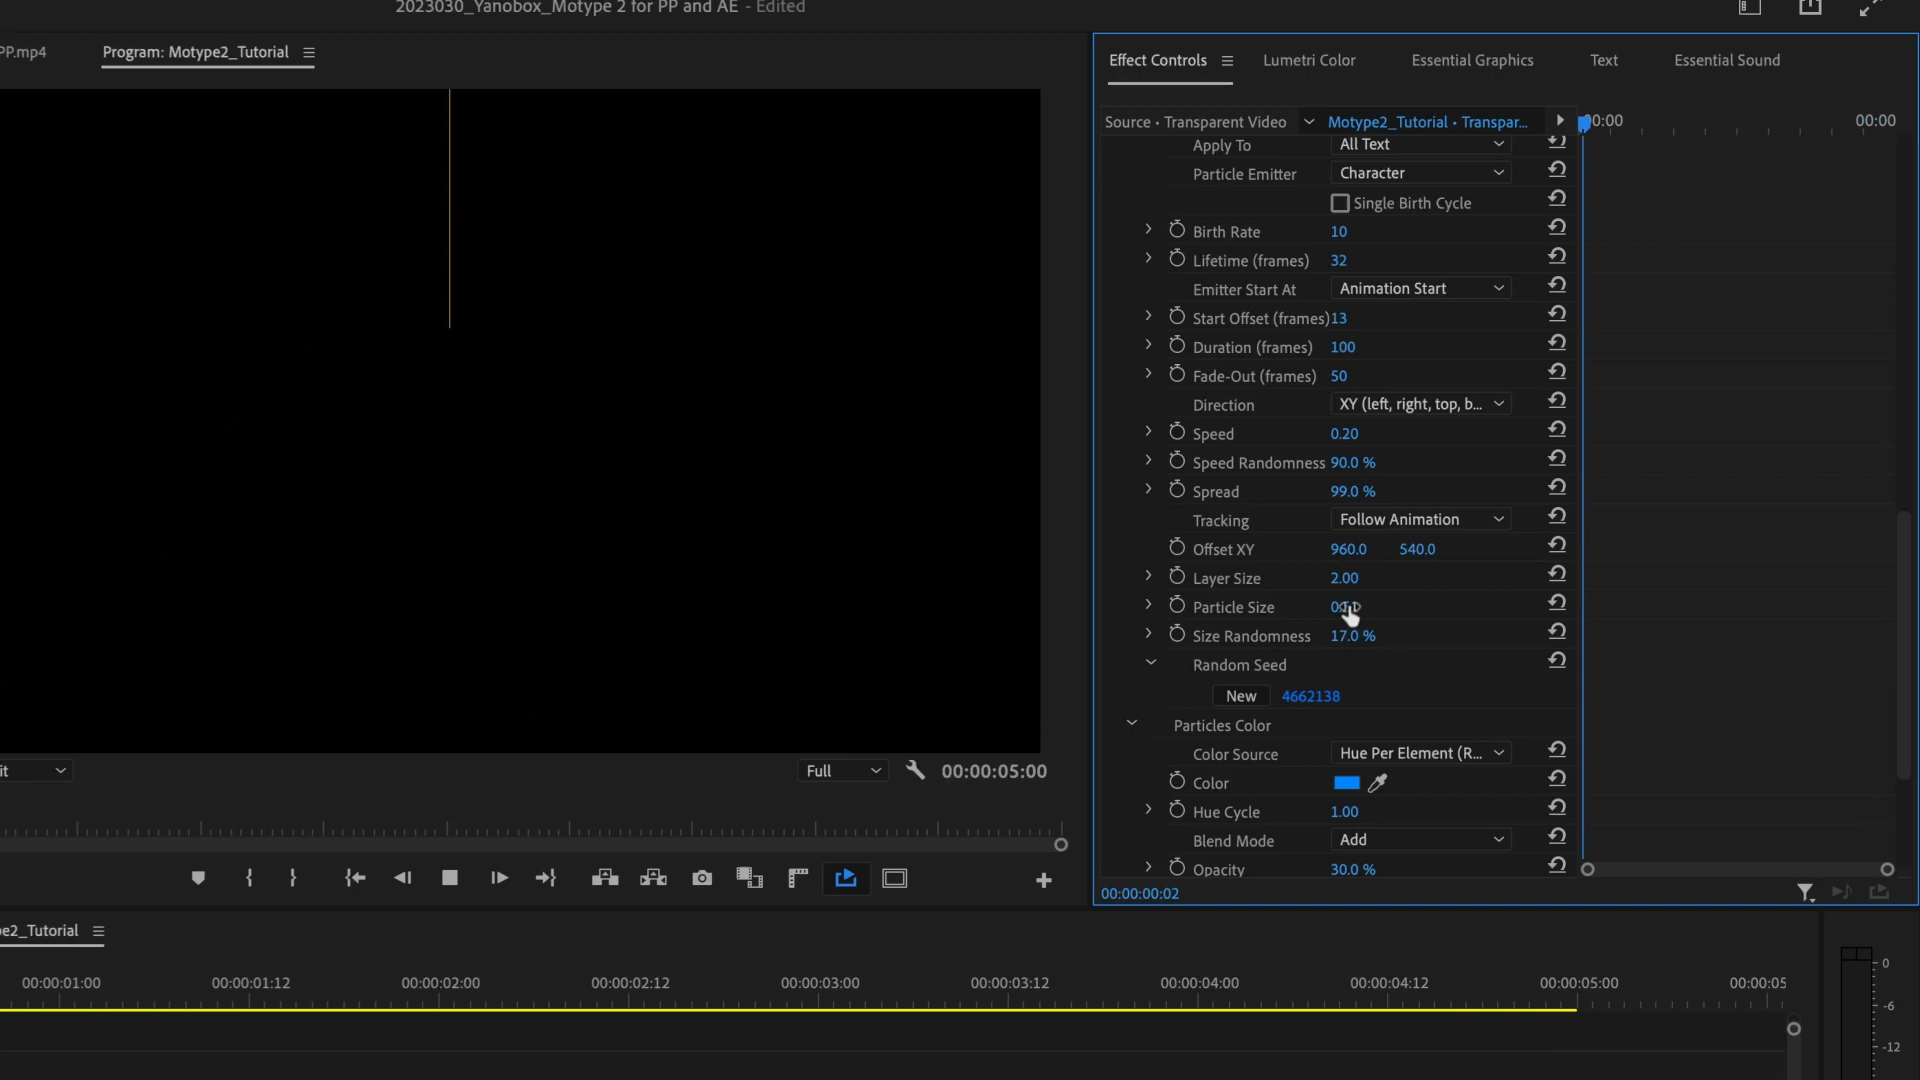 2023030_Yanobox_Motype 2 for PP and AE - Edited
PP.mp4
Program: Motype2_Tutorial
Effect Controls
Lumetri Color
Essential Graphics
Text
Essential Sound
Source • Transparent Video
Motype2_Tutorial • Transpar...
00:00
00:00
Apply To
All Text
Particle Emitter
Character
Single Birth Cycle
Birth Rate
10
Lifetime (frames)
32
Emitter Start At
Animation Start
Start Offset (frames)
13
Duration (frames)
100
Fade-Out (frames)
50
Direction
XY (left, right, top, b...
Speed
0.20
Speed Randomness
90.0 %
Spread
99.0 %
Tracking
Follow Animation
Offset XY
960.0 540.0
Layer Size
2.00
Particle Size
Size Randomness
17.0 %
Random Seed
New
4662138
Particles Color
Color Source
Hue Per Element (R...
Color
Hue Cycle
1.00
Blend Mode
Add
Opacity
30.0 %
00:00:00:02
it
Full
00:00:05:00
e2_Tutorial
00:00:01:00
00:00:01:12
00:00:02:00
00:00:02:12
00:00:03:00
00:00:03:12
00:00:04:00
00:00:04:12
00:00:05:00
00:00:05
0
-6
-12